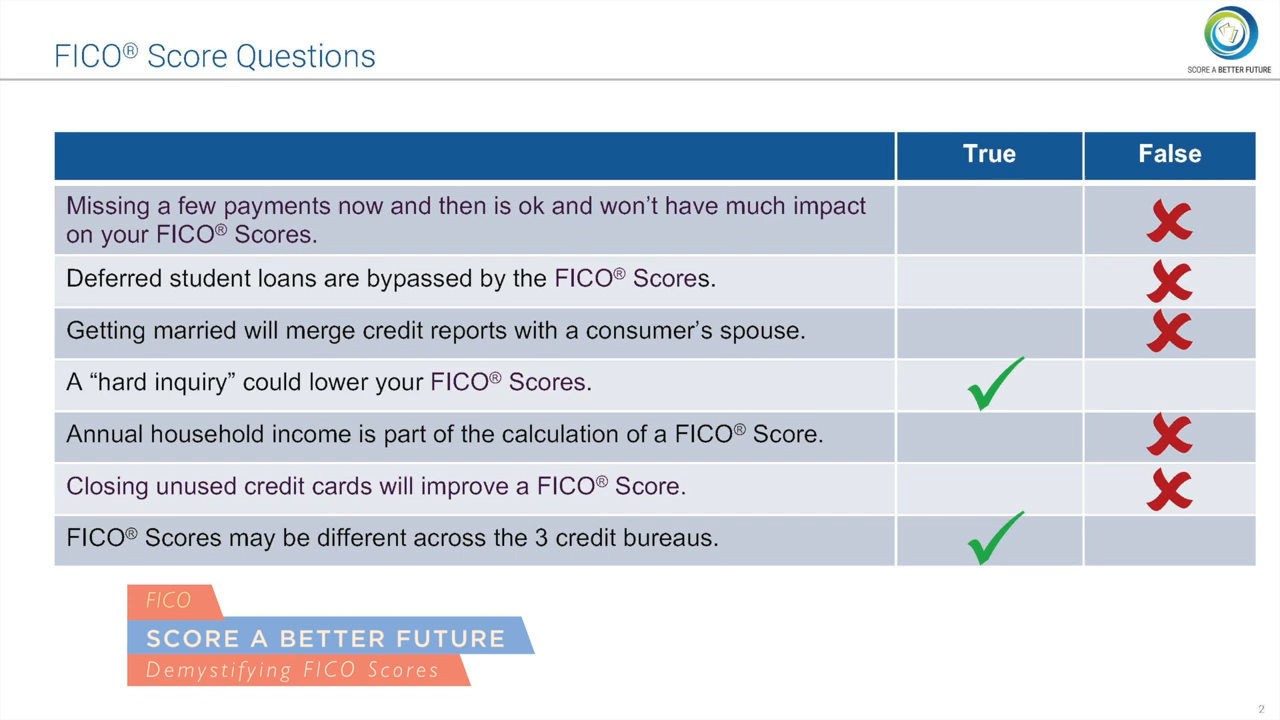 FICO® Score Questions
SCORE A BETTER FUTURE
True False
Missing a few payments now and then is ok and won’t have much impact
on your FICO® Scores.
Deferred student loans are bypassed by the FICO® Scores.
Getting married will merge credit reports with a consumer’s spouse.
A “hard inquiry” could lower your FICO® Scores.
Annual household income is part of the calculation of a FICO® Score.
Closing unused credit cards will improve a FICO® Score.
FICO® Scores may be different across the 3 credit bureaus.
FICO
SCORE A BETTER FUTURE
Demystifying FICO Scores
2